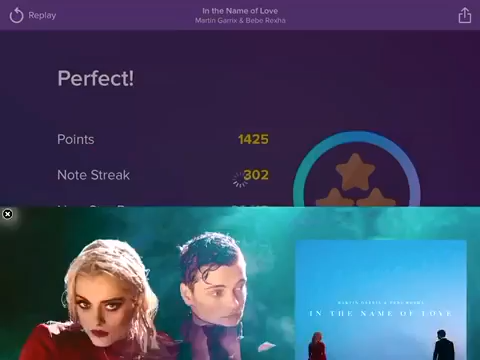 Replay
In the Name of Love
Martin Garrix & Bebe Rexha
Perfect!
Points 1425
Note Streak 302
MARTIN GARRIX & BEBE REXHA
IN THE NAME OF LOVE